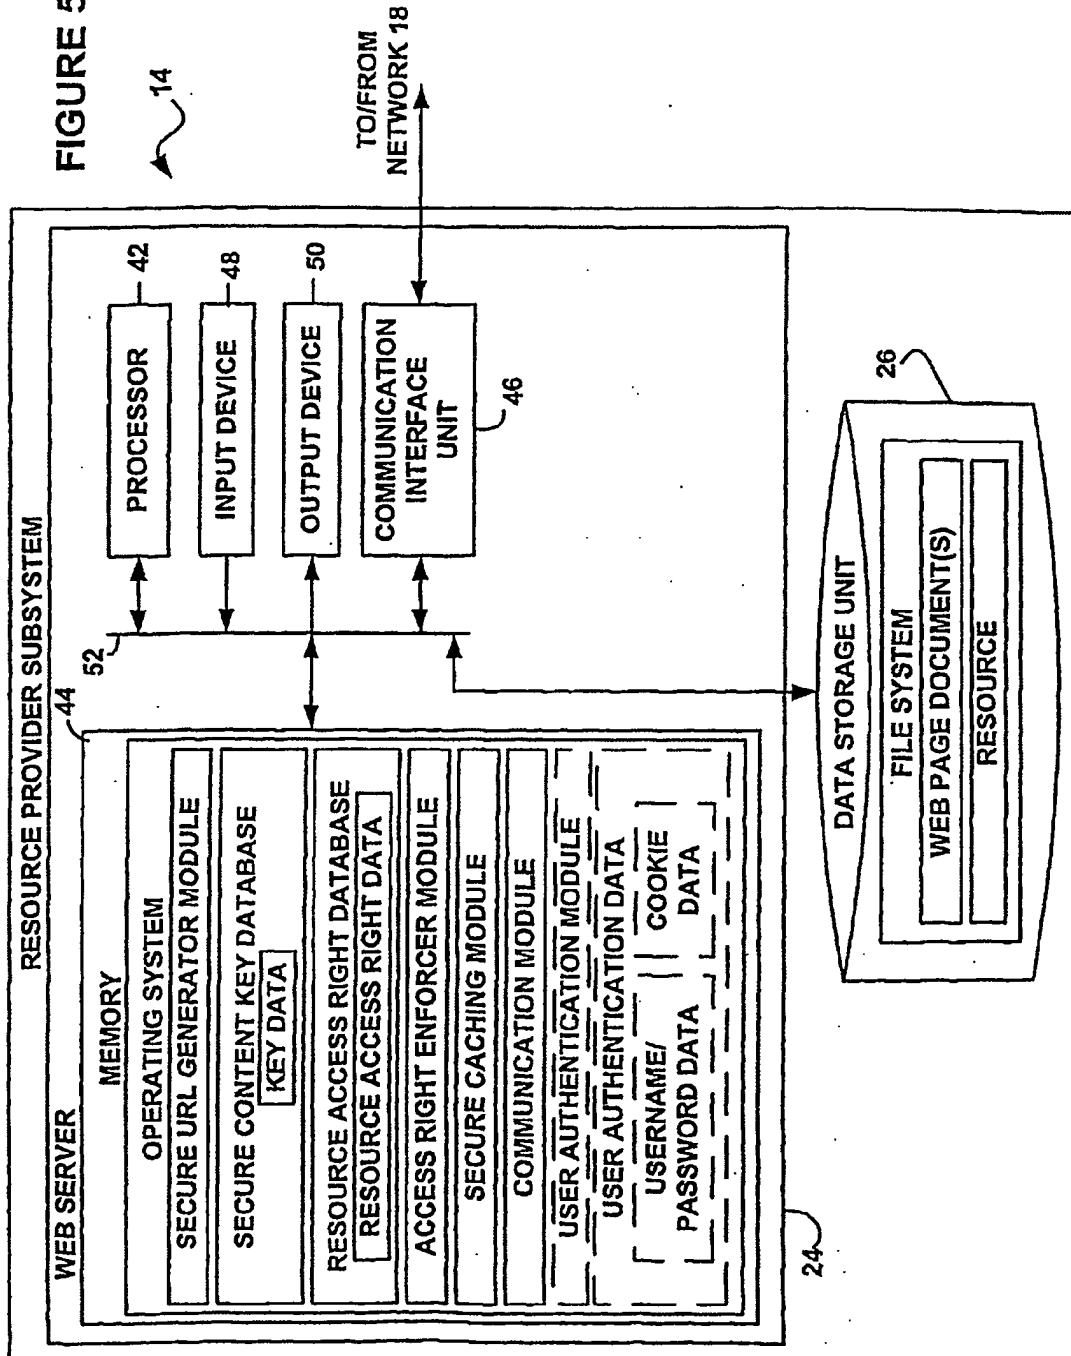 FIGURE 5
14
RESOURCE PROVIDER SUBSYSTEM
WEB SERVER
44
MEMORY
OPERATING SYSTEM
SECURE URL GENERATOR MODULE
SECURE CONTENT KEY DATABASE
KEY DATA
RESOURCE ACCESS RIGHT DATABASE
RESOURCE ACCESS RIGHT DATA
ACCESS RIGHT ENFORCER MODULE
SECURE CACHING MODULE
COMMUNICATION MODULE
USER AUTHENTICATION MODULE
USER AUTHENTICATION DATA
USERNAME/
PASSWORD DATA
COOKIE
DATA
24
52
PROCESSOR
42
INPUT DEVICE
48
OUTPUT DEVICE
50
COMMUNICATION
INTERFACE
UNIT
46
TO/FROM
NETWORK 18
26
DATA STORAGE UNIT
FILE SYSTEM
WEB PAGE DOCUMENT(S)
RESOURCE